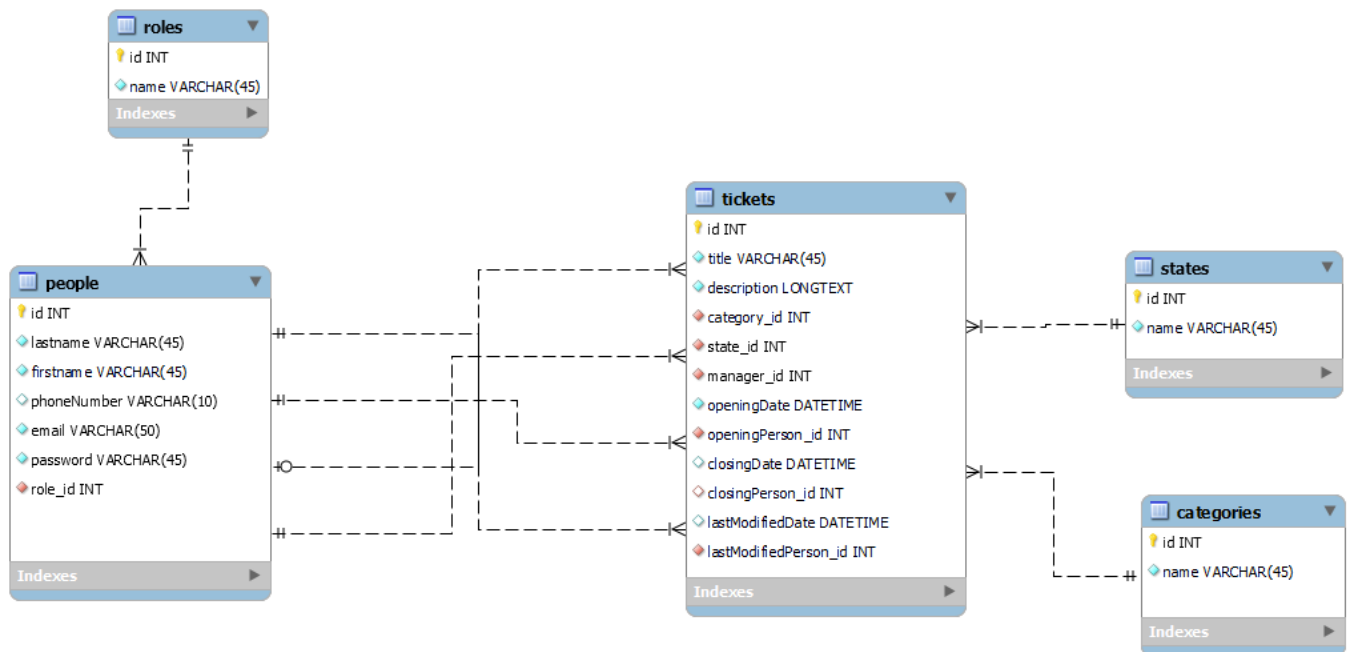 roles
id INT
name VARCHAR(45)
Indexes
people
id INT
lastname VARCHAR(45)
firstname VARCHAR(45)
phoneNumber VARCHAR(10)
email VARCHAR(50)
password VARCHAR(45)
role_id INT
Indexes
tickets
id INT
title VARCHAR(45)
description LONGTEXT
category_id INT
state_id INT
manager_id INT
openingDate DATETIME
openingPerson_id INT
closingDate DATETIME
closingPerson_id INT
lastModifiedDate DATETIME
lastModifiedPerson_id INT
Indexes
states
id INT
name VARCHAR(45)
Indexes
categories
id INT
name VARCHAR(45)
Indexes